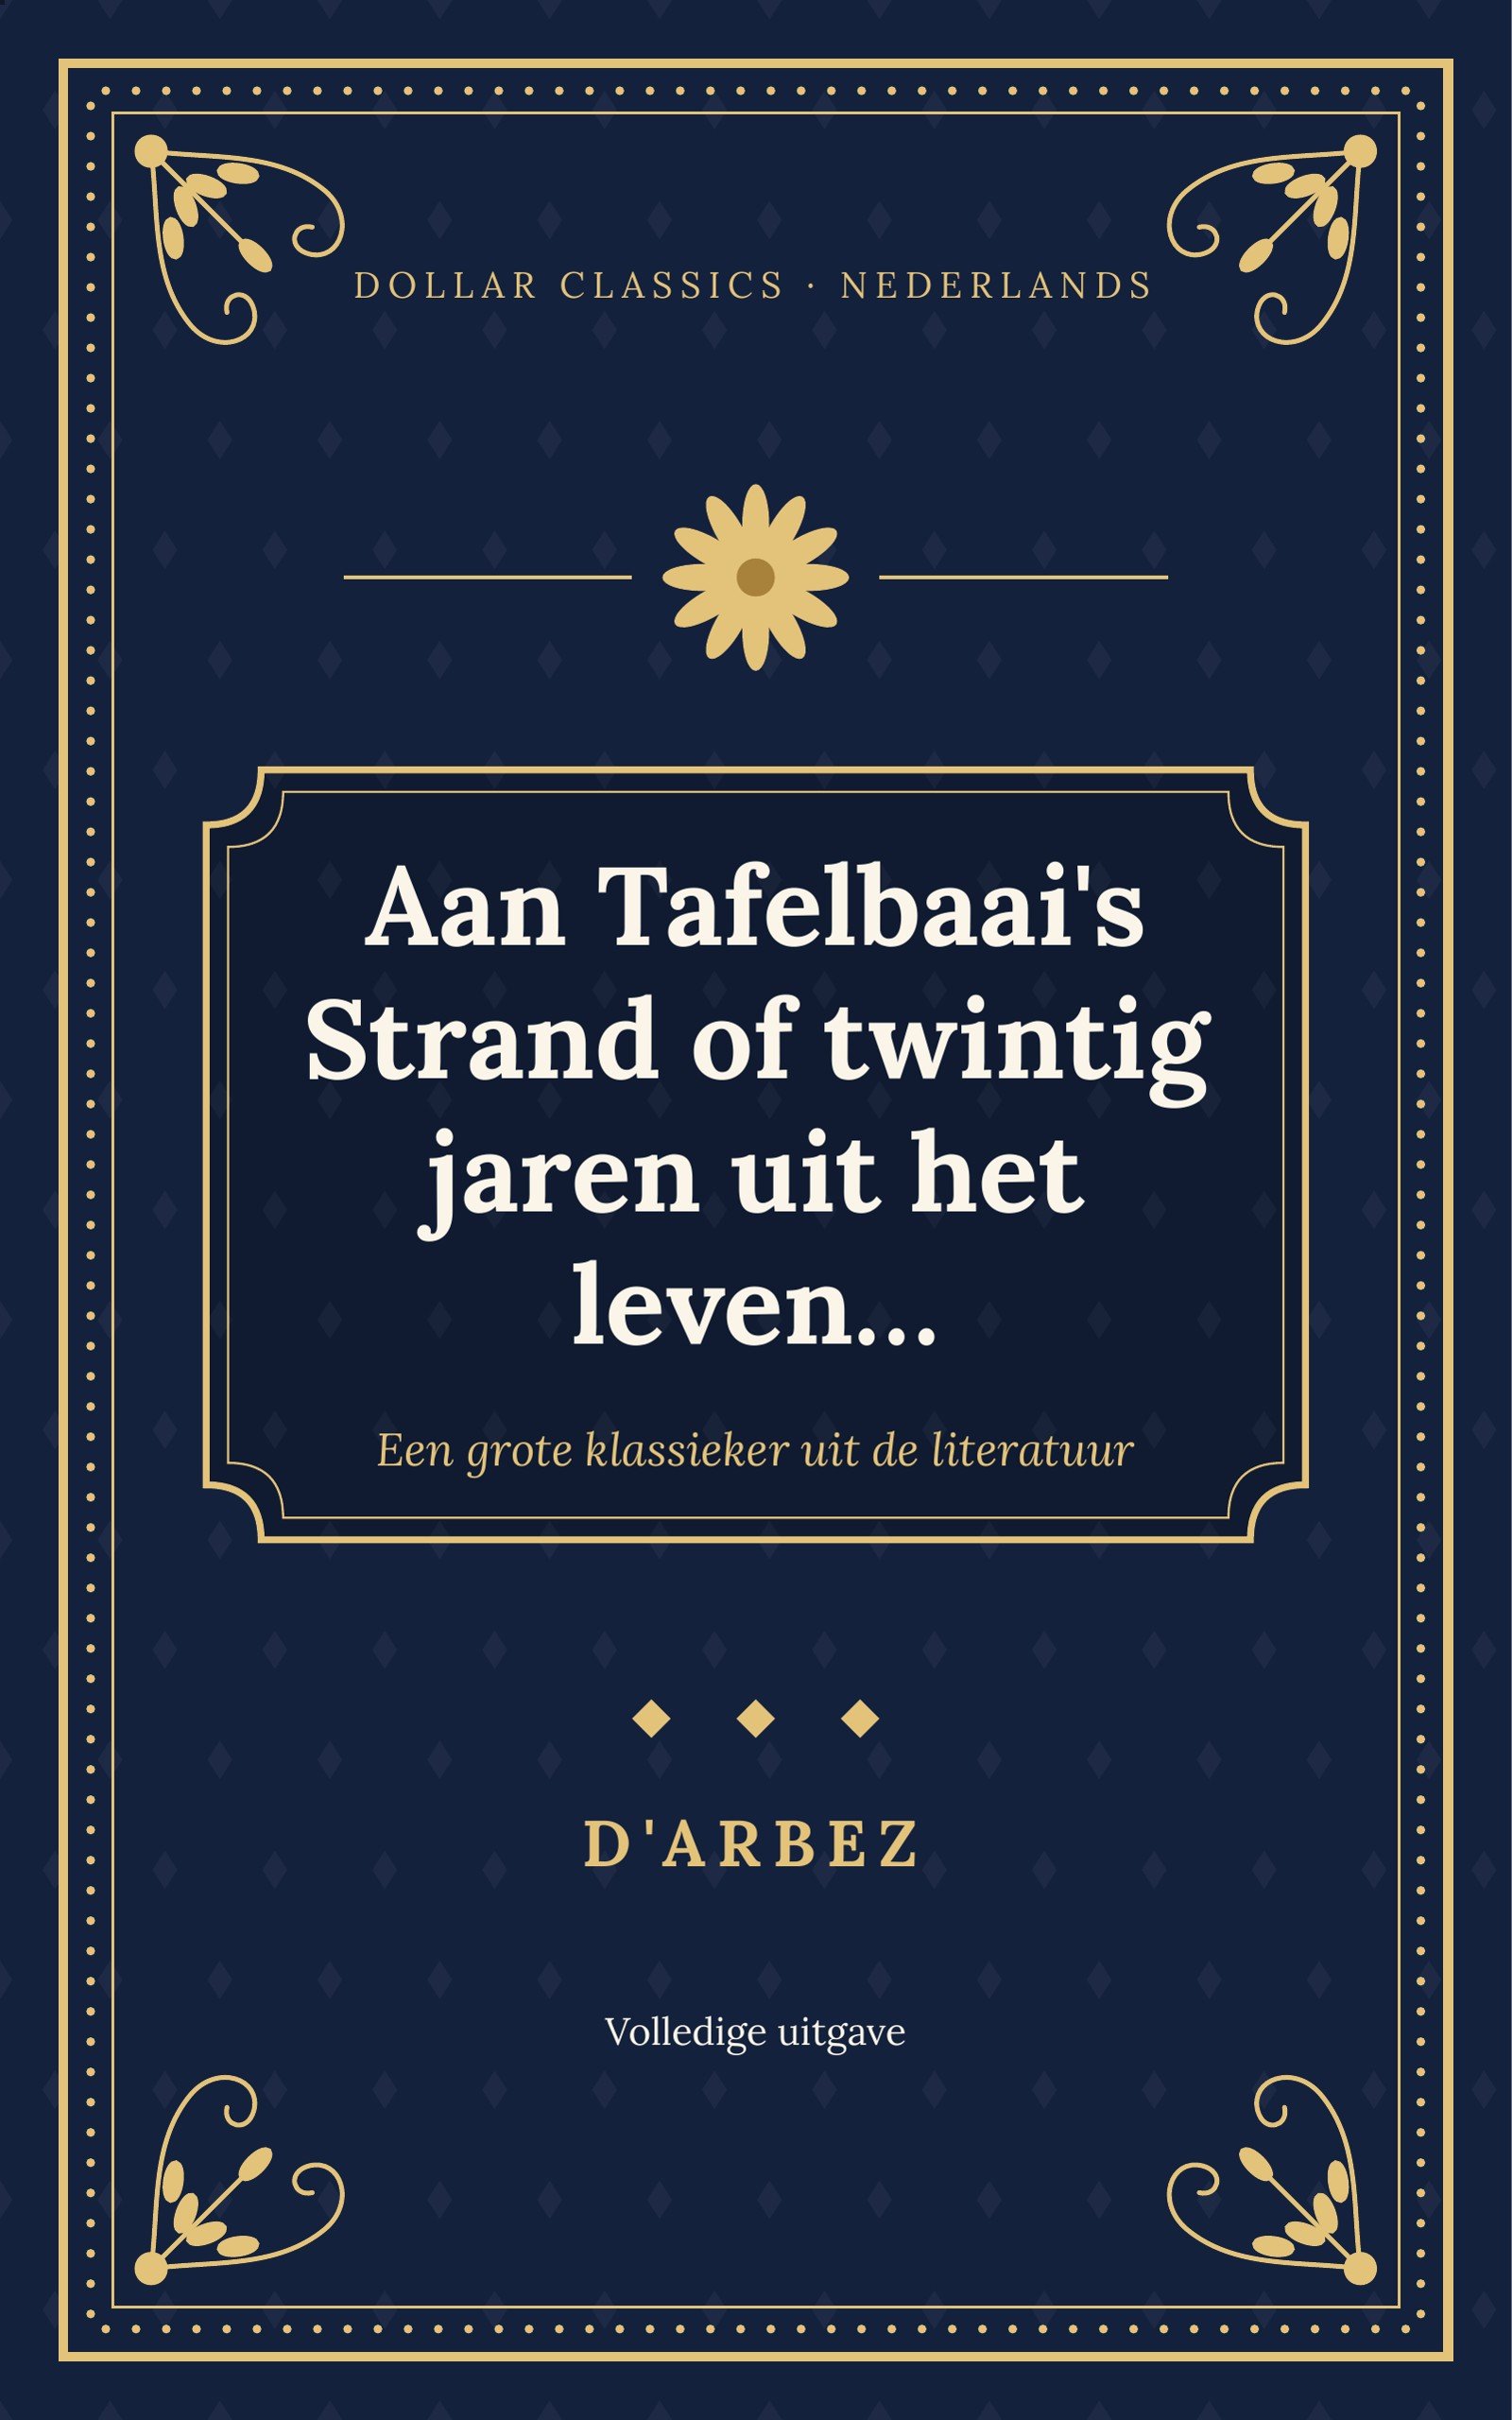 DOLLAR CLASSICS · NEDERLANDS
Aan Tafelbaai's
Strand of twintig
jaren uit het
leven...
Een grote klassieker uit de literatuur
D'ARBEZ
Volledige uitgave